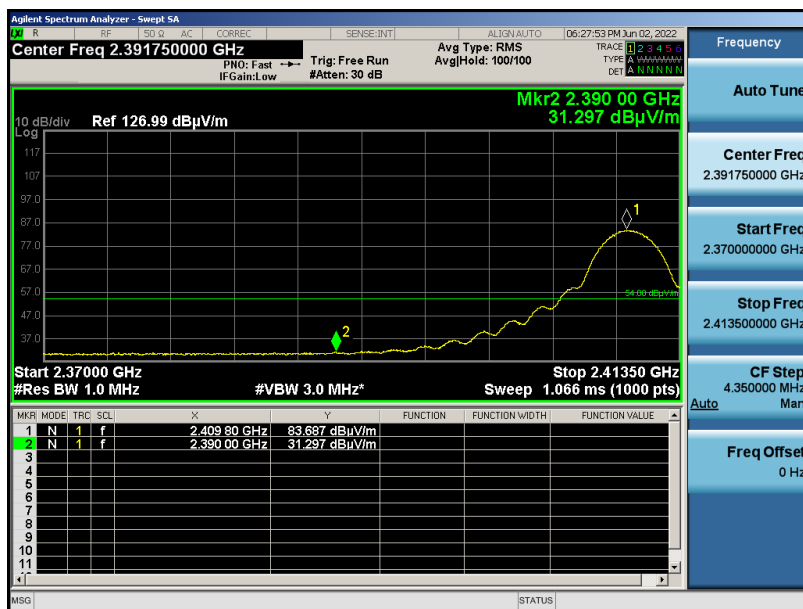 Agilent Spectrum Analyzer - Swept SA
LXI R RF 50 Ω AC CORREC SENSE:INT ALIGN AUTO 06:27:53 PM Jun 02, 2022
Center Freq 2.391750000 GHz
PNO: Fast
IFGain:Low
Trig: Free Run
#Atten: 30 dB
Avg Type: RMS
Avg|Hold: 100/100
TRACE 1 2 3 4 5 6
TYPE A
DET A N N N N N
Mkr2 2.390 00 GHz
31.297 dBµV/m
10 dB/div Ref 126.99 dBµV/m
Log
117
107
97.0
87.0
77.0
67.0
57.0
47.0
37.0
1
2
54.00 dBµV/m
Start 2.37000 GHz Stop 2.41350 GHz
#Res BW 1.0 MHz #VBW 3.0 MHz* Sweep 1.066 ms (1000 pts)
MKR MODE TRC SCL X Y FUNCTION FUNCTION WIDTH FUNCTION VALUE
1 N 1 f 2.409 80 GHz 83.687 dBµV/m
2 N 1 f 2.390 00 GHz 31.297 dBµV/m
3
4
5
6
7
8
9
10
11
MSG STATUS
Frequency
Auto Tune
Center Freq
2.391750000 GHz
Start Freq
2.370000000 GHz
Stop Freq
2.413500000 GHz
CF Step
4.350000 MHz
Auto Man
Freq Offset
0 Hz